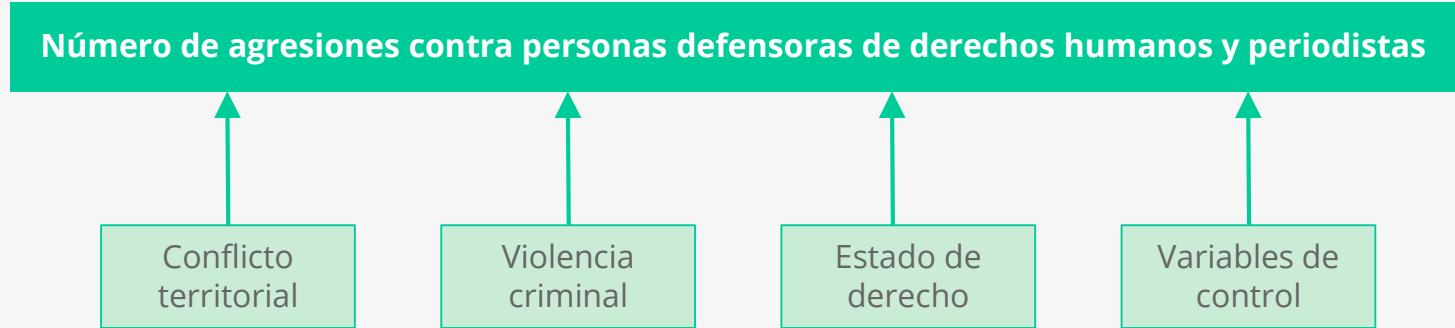 Número de agresiones contra personas defensoras de derechos humanos y periodistas
Conflicto
territorial
Violencia
criminal
Estado de
derecho
Variables de
control